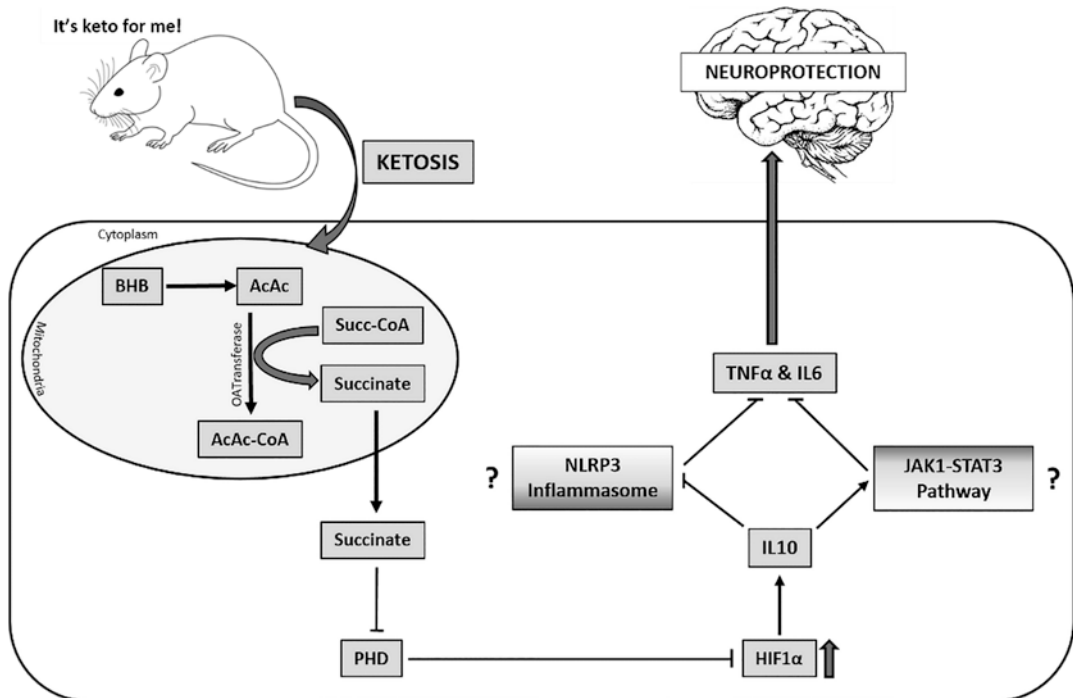 It's keto for me!
KETOSIS
NEUROPROTECTION
Cytoplasm
Mitochondria
BHB
AcAc
OATransferase
Succ-CoA
Succinate
AcAc-CoA
Succinate
PHD
HIF1α
IL10
?
NLRP3
Inflammasome
JAK1-STAT3
Pathway
?
TNFα & IL6